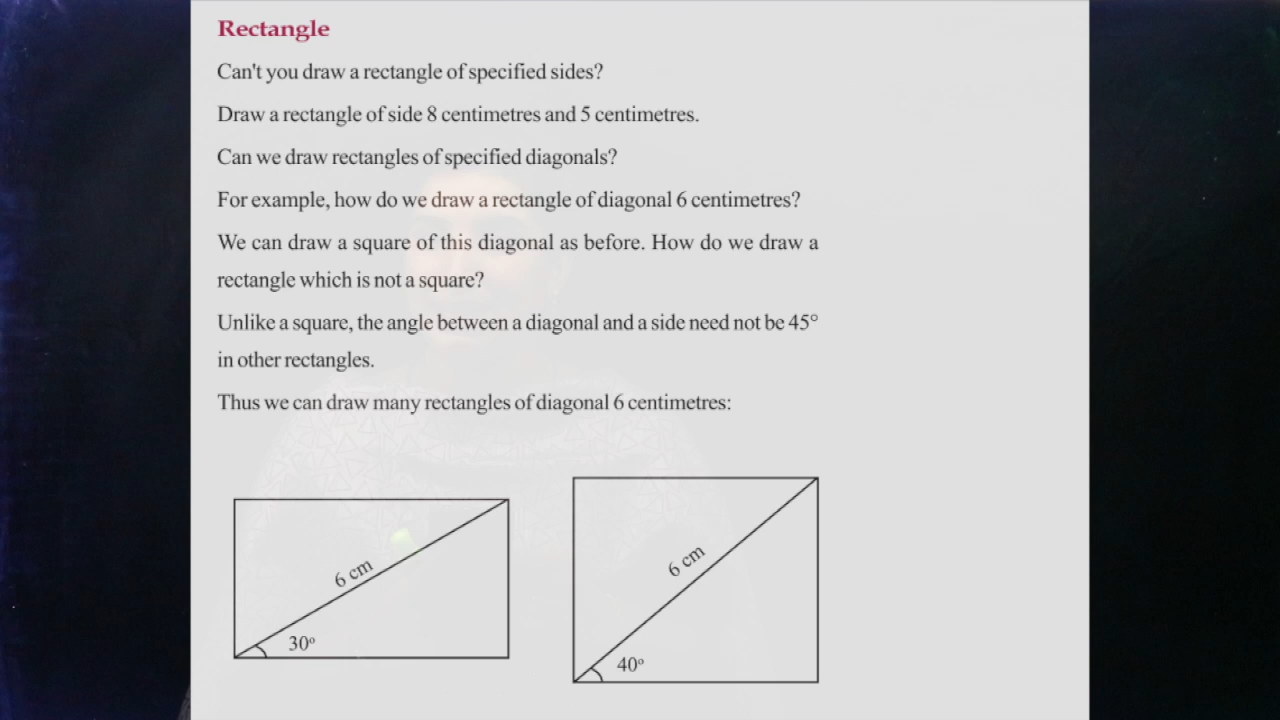 Rectangle
Can't you draw a rectangle of specified sides?
Draw a rectangle of side 8 centimetres and 5 centimetres.
Can we draw rectangles of specified diagonals?
For example, how do we draw a rectangle of diagonal 6 centimetres?
We can draw a square of this diagonal as before. How do we draw a
rectangle which is not a square?
Unlike a square, the angle between a diagonal and a side need not be 45°
in other rectangles.
Thus we can draw many rectangles of diagonal 6 centimetres:
6 cm
30°
6 cm
40°